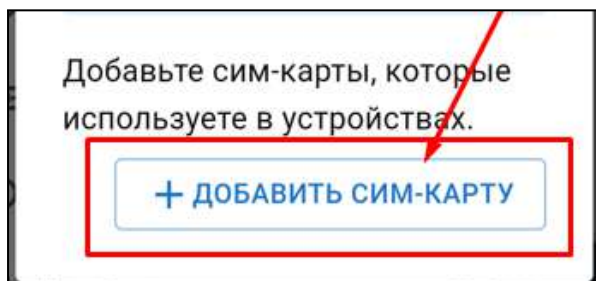 Добавьте сим-карты, которые
используете в устройствах.
+ ДОБАВИТЬ СИМ-КАРТУ